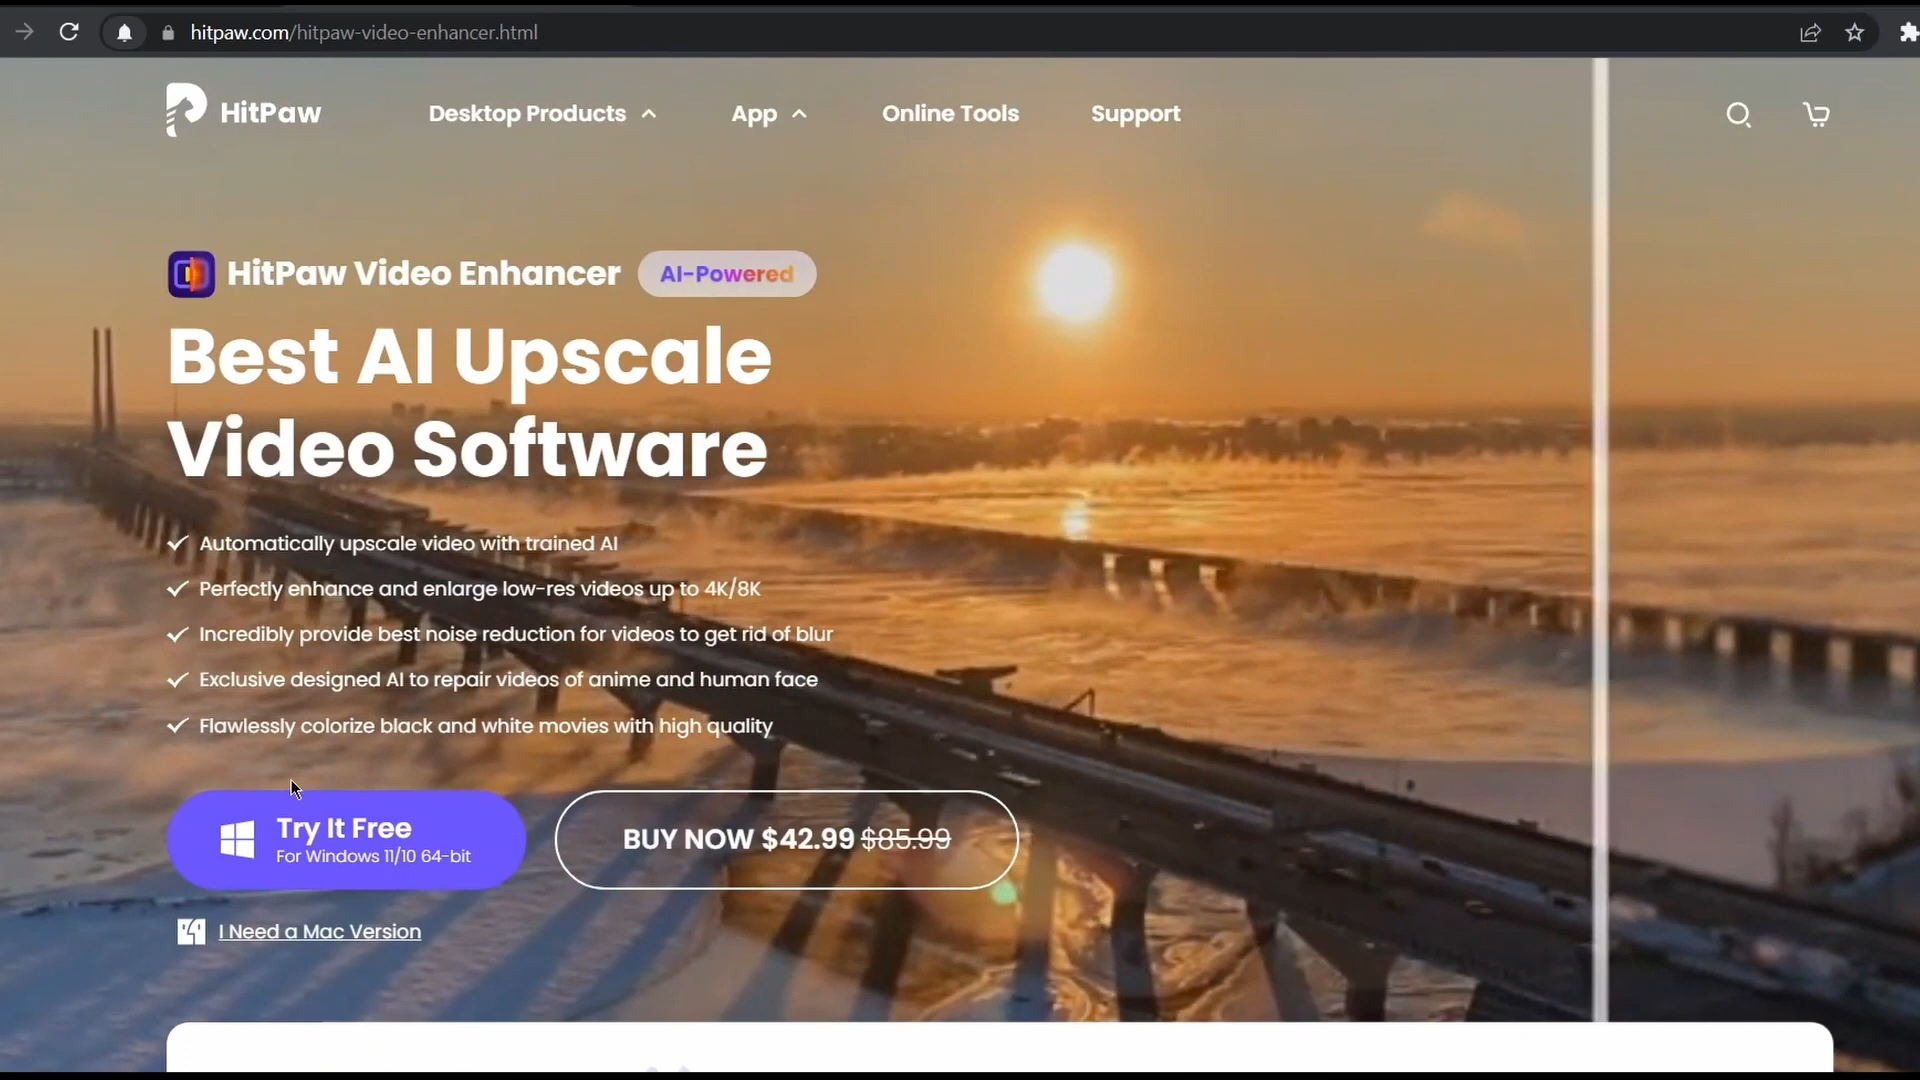 hitpaw.com/hitpaw-video-enhancer.html
HitPaw
Desktop Products
App
Online Tools
Support
HitPaw Video Enhancer
AI-Powered
Best AI Upscale
Video Software
Automatically upscale video with trained AI
Perfectly enhance and enlarge low-res videos up to 4K/8K
Incredibly provide best noise reduction for videos to get rid of blur
Exclusive designed AI to repair videos of anime and human face
Flawlessly colorize black and white movies with high quality
Try It Free
For Windows 11/10 64-bit
BUY NOW $42.99 $85.99
I Need a Mac Version